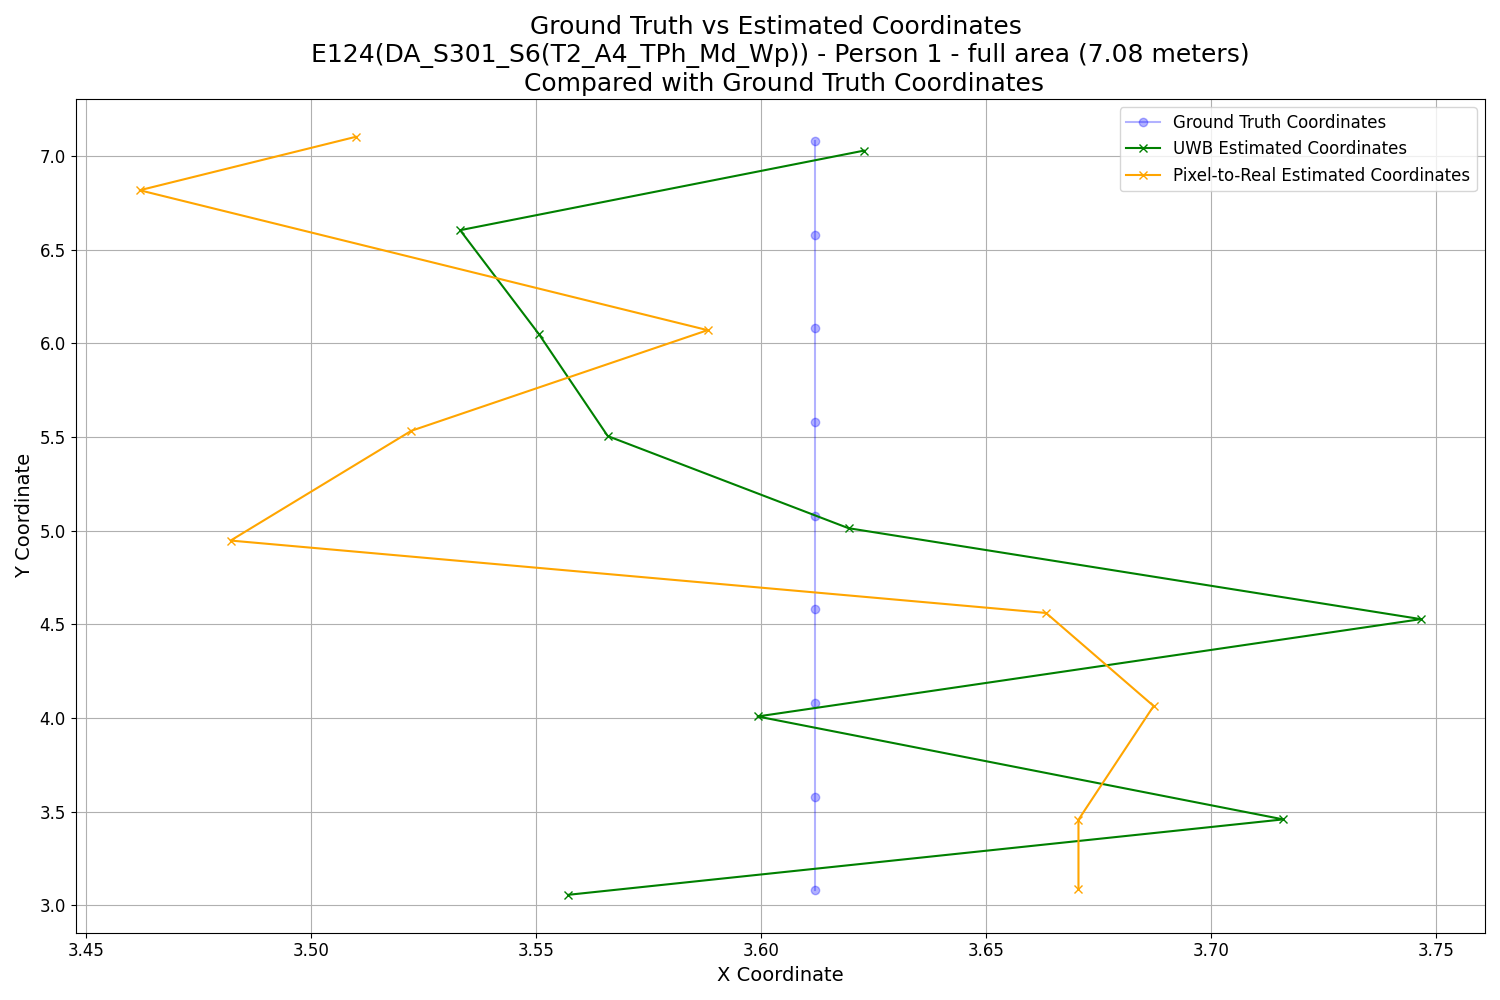 Ground Truth vs Estimated Coordinates
E124(DA_S301_S6(T2_A4_TPh_Md_Wp)) - Person 1 - full area (7.08 meters)
Compared with Ground Truth Coordinates
Ground Truth Coordinates
UWB Estimated Coordinates
Pixel-to-Real Estimated Coordinates
Y Coordinate
7.0
6.5
6.0
5.5
5.0
4.5
4.0
3.5
3.0
3.45
3.50
3.55
3.60
3.65
3.70
3.75
X Coordinate